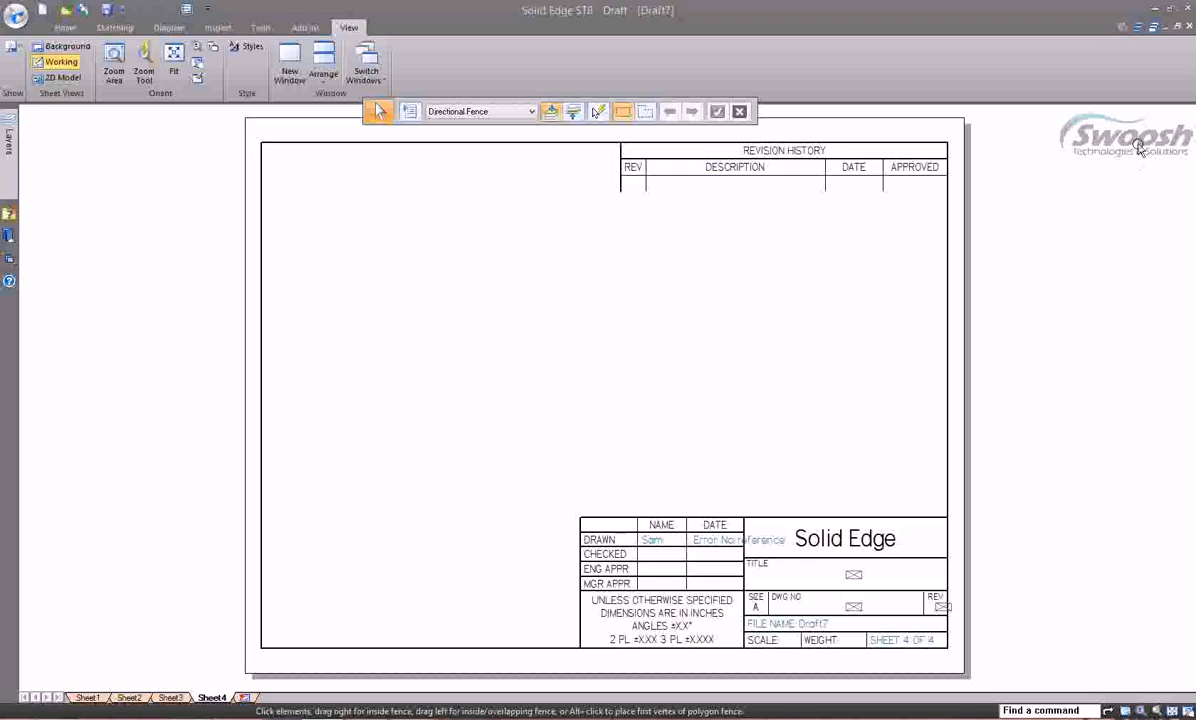 Solid Edge ST8 Draft [Draft7]
Home Sketching Diagram Inspect Tools Add-Ins View
Background
Working
2D Model
Zoom Area
Zoom Tool
Fit
Styles
New Window
Arrange
Switch Windows
Show Sheet Views Orient Style Window
Directional Fence
Layers
Swoosh
Technologies & Solutions
REVISION HISTORY
REV DESCRIPTION DATE APPROVED
NAME DATE
DRAWN Sam Error: No reference
CHECKED
ENG APPR
MGR APPR
UNLESS OTHERWISE SPECIFIED
DIMENSIONS ARE IN INCHES
ANGLES ±X.X°
2 PL ±X.XX 3 PL ±X.XXX
Solid Edge
TITLE
SIZE DWG NO REV
A
FILE NAME: Draft7
SCALE: WEIGHT: SHEET 4 OF 4
Sheet1 Sheet2 Sheet3 Sheet4
Click elements, drag right for inside fence, drag left for inside/overlapping fence, or Alt+click to place first vertex of polygon fence.
Find a command